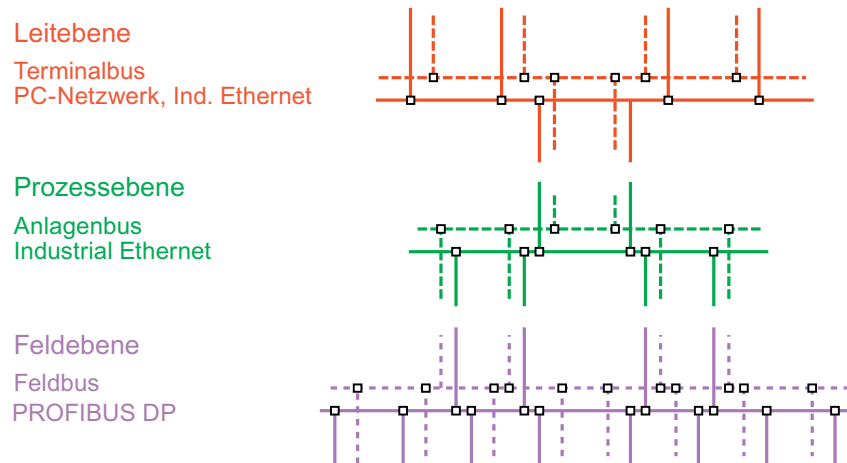 Leitebene
Terminalbus
PC-Netzwerk, Ind. Ethernet
Prozessebene
Anlagenbus
Industrial Ethernet
Feldebene
Feldbus
PROFIBUS DP